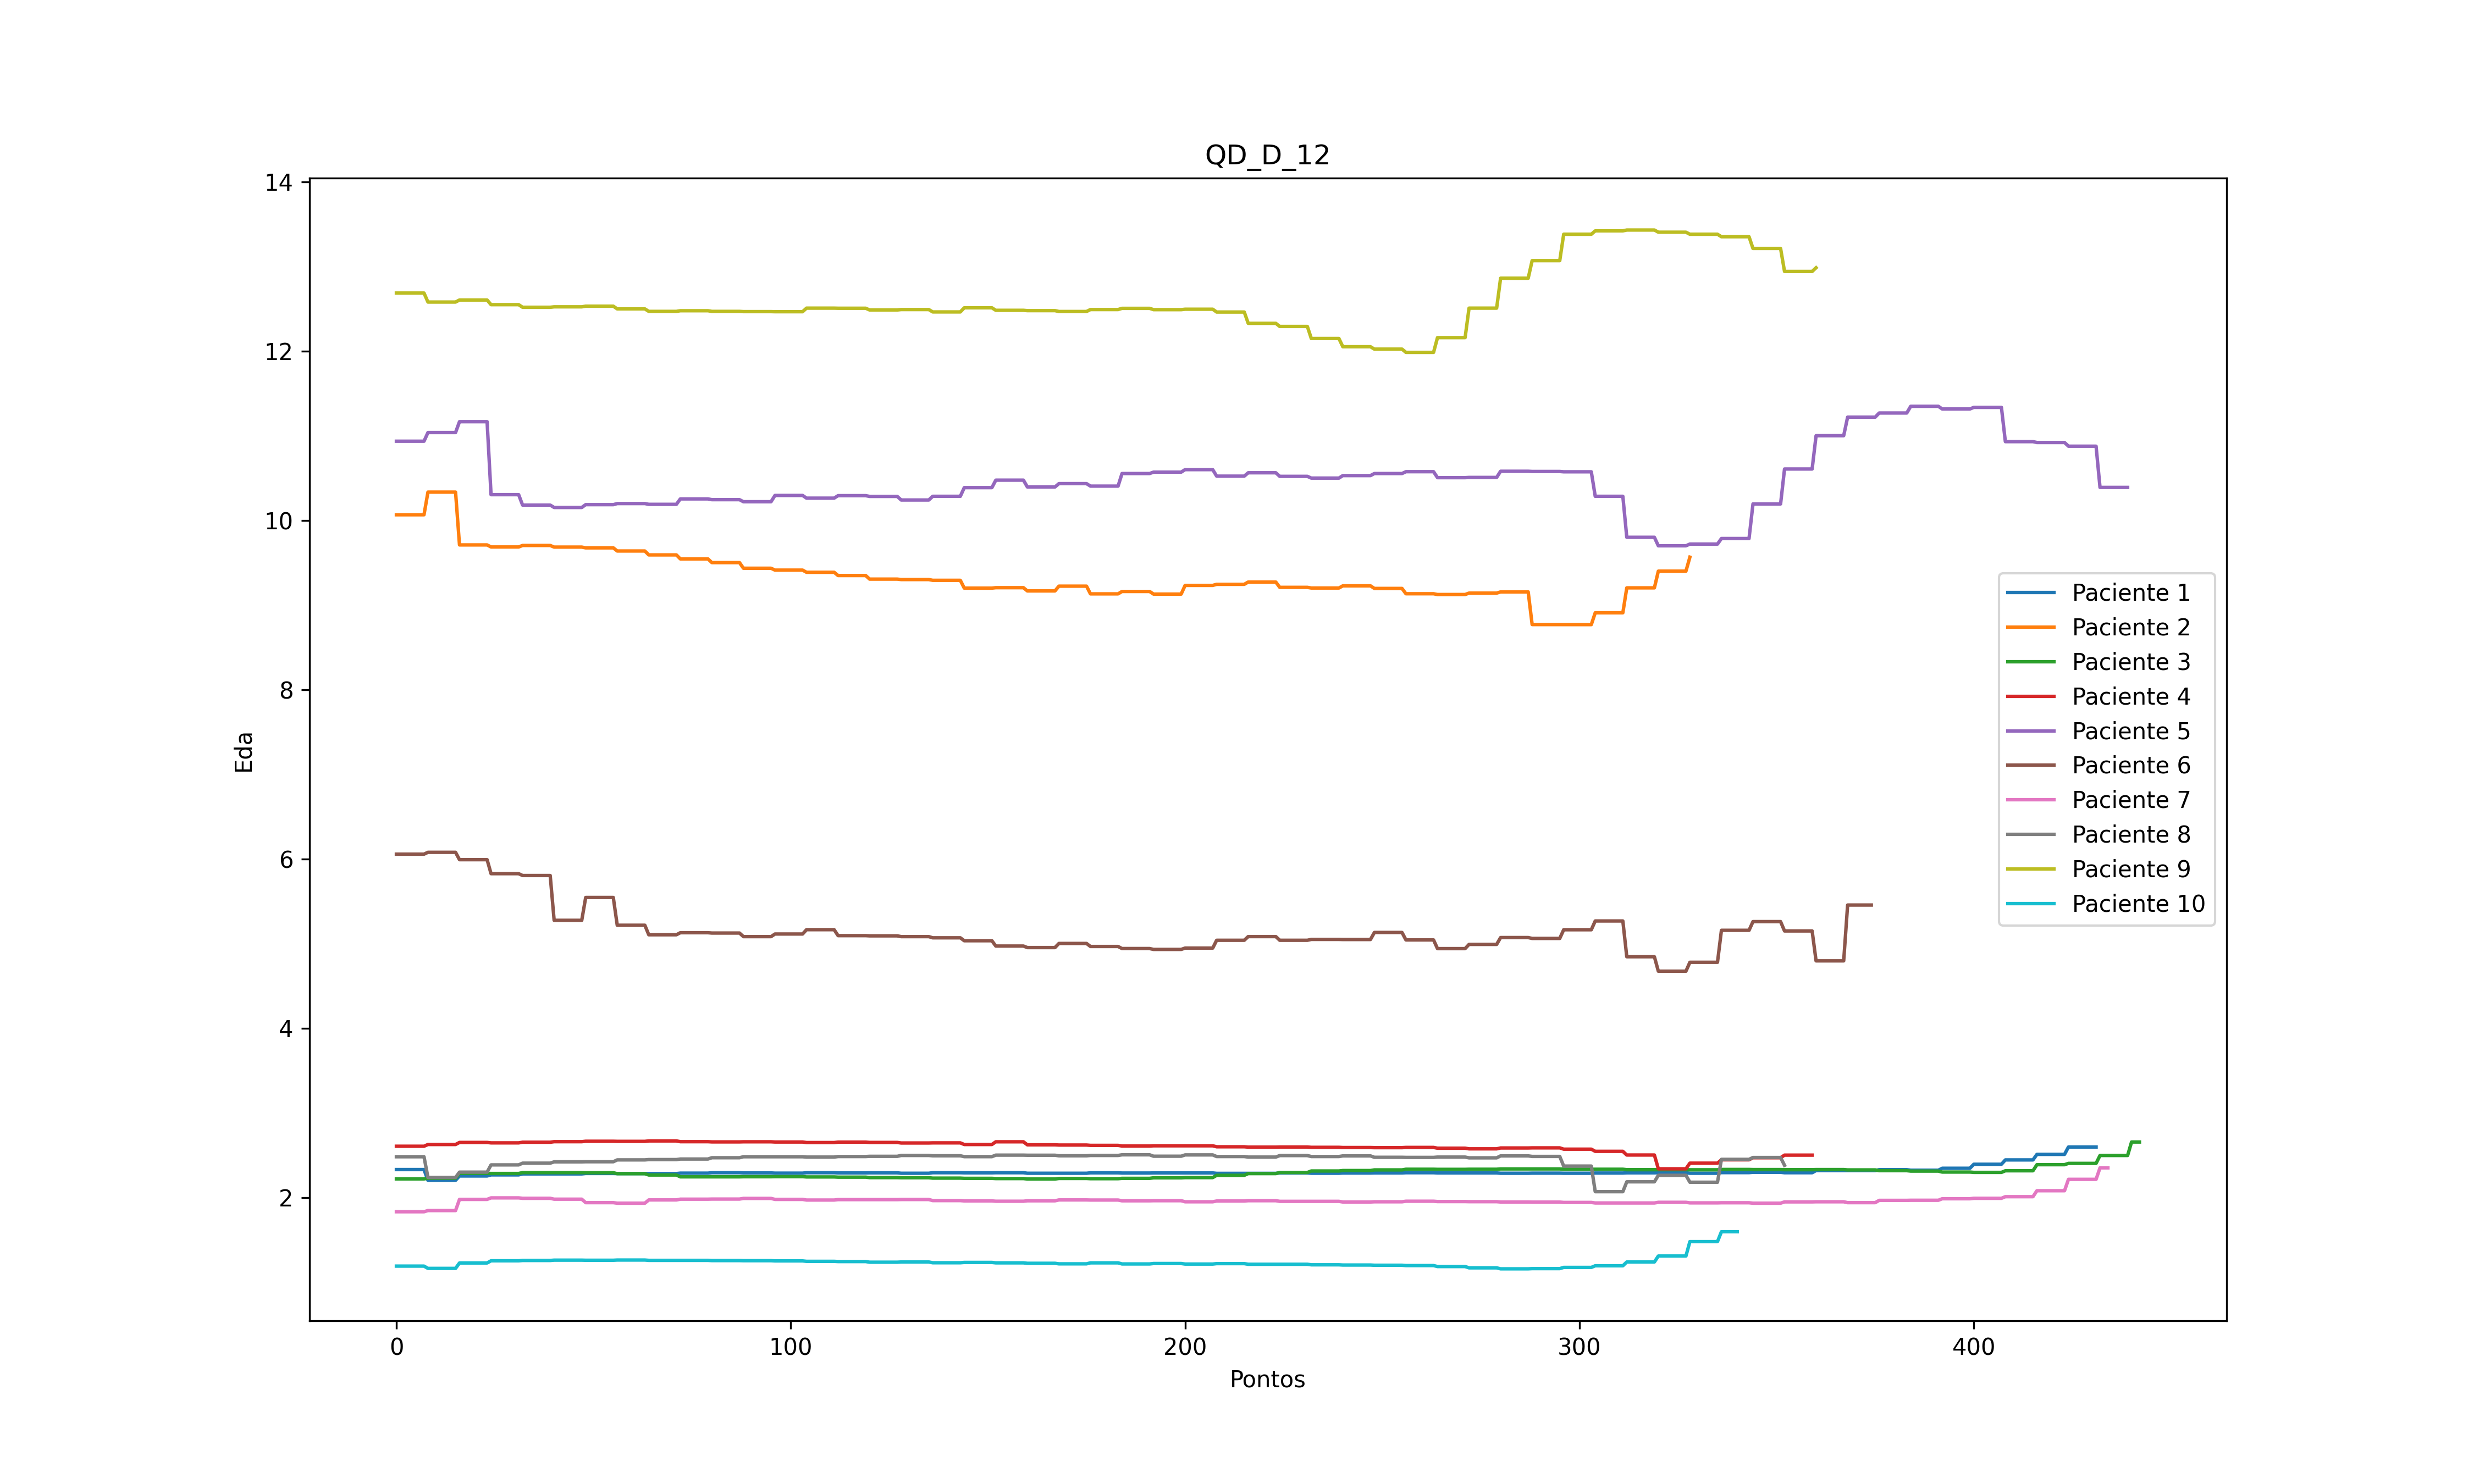 QD_D_12
14
12
10
8
6
4
2
Eda
0 100 200 300 400
Pontos
Paciente 1
Paciente 2
Paciente 3
Paciente 4
Paciente 5
Paciente 6
Paciente 7
Paciente 8
Paciente 9
Paciente 10